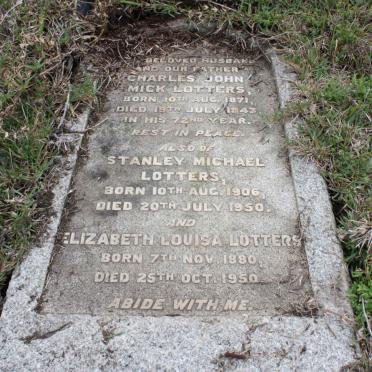 BELOVED HUSBAND
AND OUR FATHER
CHARLES JOHN
MICK LOTTERS,
BORN 10TH AUG. 1871,
DIED 19TH JULY 1943
IN HIS 72ND YEAR.
REST IN PEACE.
ALSO OF
STANLEY MICHAEL
LOTTERS,
BORN 10TH AUG. 1906,
DIED 20TH JULY 1950.
AND
ELIZABETH LOUISA LOTTERS
BORN 7TH NOV. 1880,
DIED 25TH OCT. 1950
ABIDE WITH ME.